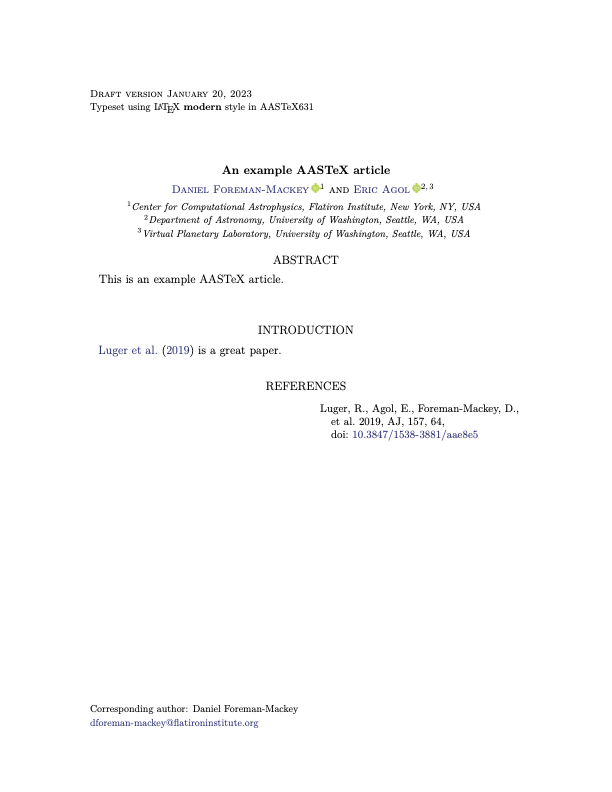 Draft version January 20, 2023
Typeset using LATEX modern style in AASTeX631
An example AASTeX article
Daniel Foreman-Mackey 1 and Eric Agol 2, 3
1 Center for Computational Astrophysics, Flatiron Institute, New York, NY, USA
2 Department of Astronomy, University of Washington, Seattle, WA, USA
3 Virtual Planetary Laboratory, University of Washington, Seattle, WA, USA
ABSTRACT
This is an example AASTeX article.
INTRODUCTION
Luger et al. (2019) is a great paper.
REFERENCES
Luger, R., Agol, E., Foreman-Mackey, D.,
et al. 2019, AJ, 157, 64,
doi: 10.3847/1538-3881/aae8e5
Corresponding author: Daniel Foreman-Mackey
dforeman-mackey@flatironinstitute.org